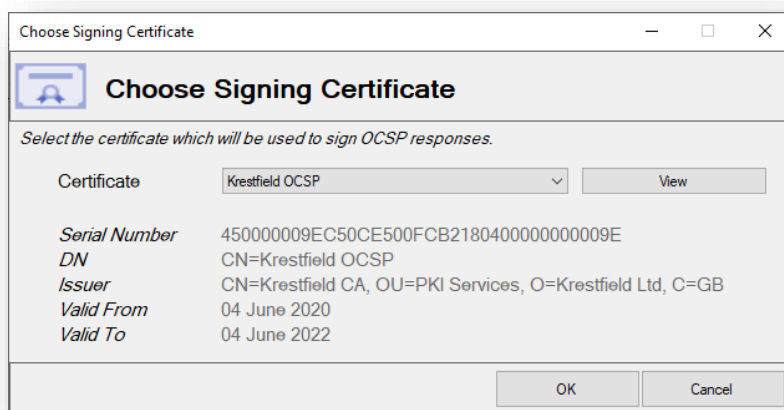 Choose Signing Certificate
Choose Signing Certificate
Select the certificate which will be used to sign OCSP responses.
Certificate Krestfield OCSP View
Serial Number 450000009EC50CE500FCB2180400000000009E
DN CN=Krestfield OCSP
Issuer CN=Krestfield CA, OU=PKI Services, O=Krestfield Ltd, C=GB
Valid From 04 June 2020
Valid To 04 June 2022
OK Cancel